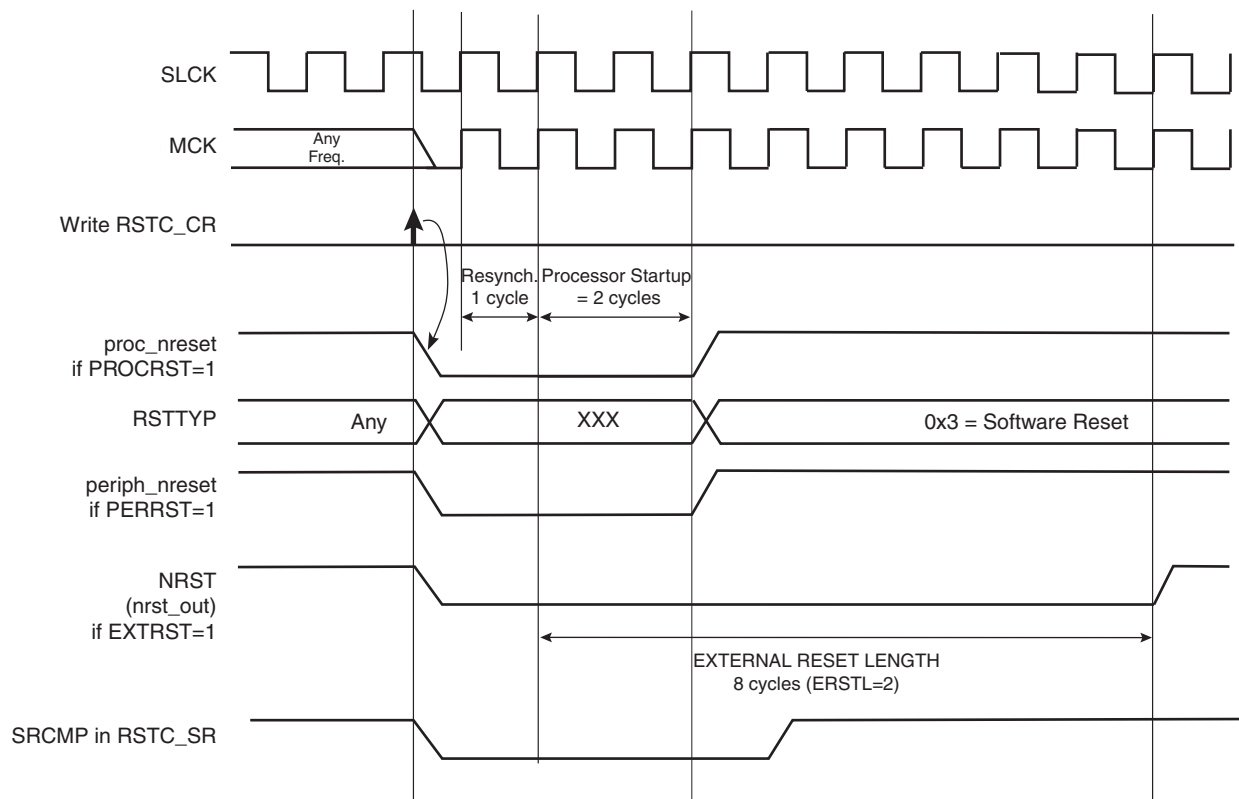 SLCK
MCK
Any
Freq.
Write RSTC_CR
Resynch.
1 cycle
Processor Startup
= 2 cycles
proc_nreset
if PROCRST=1
RSTTYP
Any
XXX
0x3 = Software Reset
periph_nreset
if PERRST=1
NRST
(nrst_out)
if EXTRST=1
EXTERNAL RESET LENGTH
8 cycles (ERSTL=2)
SRCMP in RSTC_SR